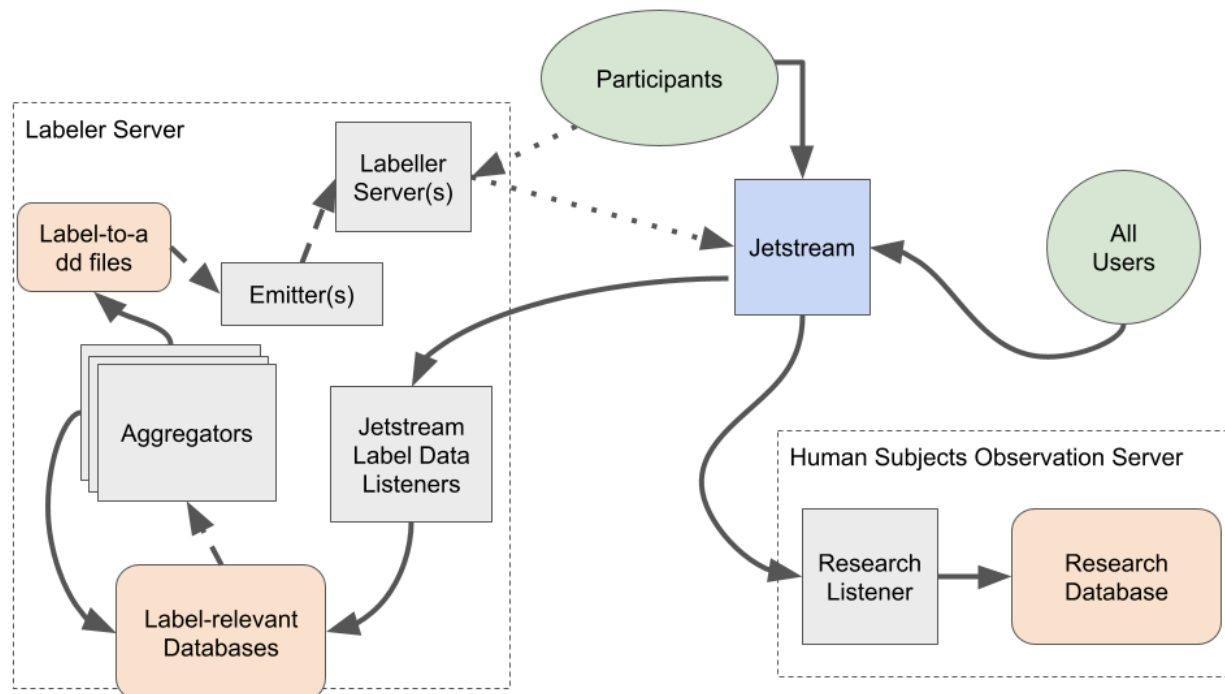 Participants
Labeler Server
Labeller
Server(s)
Label-to-a
dd files
Emitter(s)
Jetstream
All
Users
Aggregators
Jetstream
Label Data
Listeners
Human Subjects Observation Server
Research
Listener
Research
Database
Label-relevant
Databases